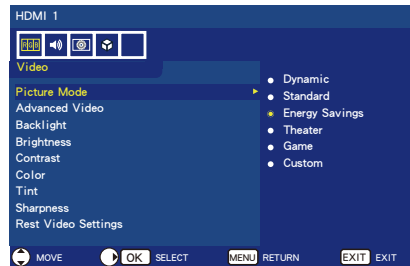 HDMI 1
RGB
Video
Picture Mode
Advanced Video
Backlight
Brightness
Contrast
Color
Tint
Sharpness
Rest Video Settings
Dynamic
Standard
Energy Savings
Theater
Game
Custom
MOVE OK SELECT MENU RETURN EXIT EXIT